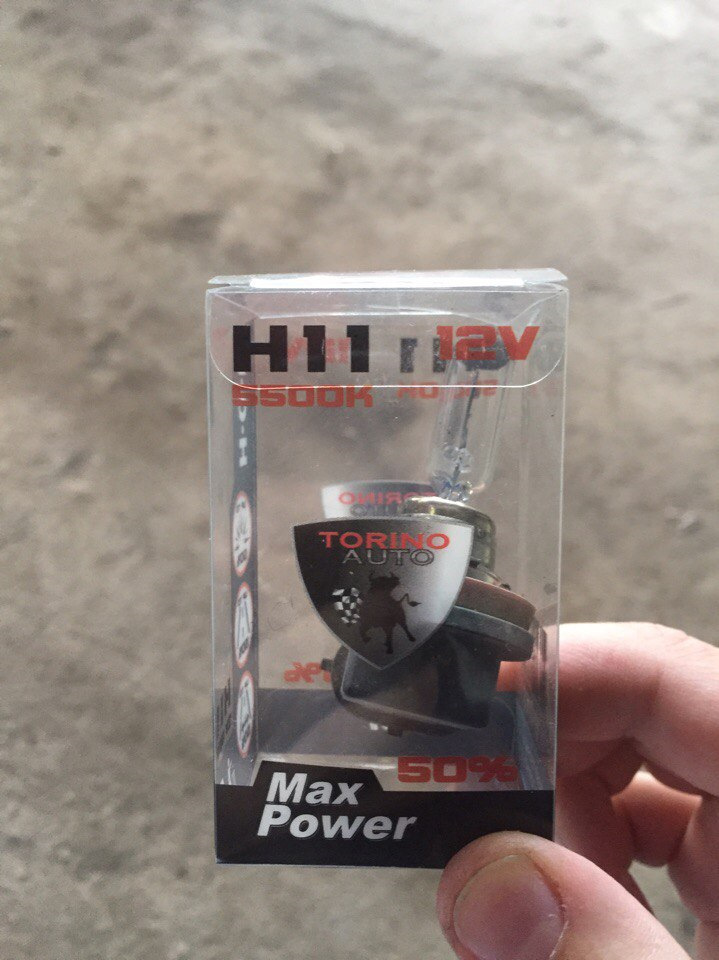 H11 12V
5500K
TORINO
AUTO
50%
Max
Power